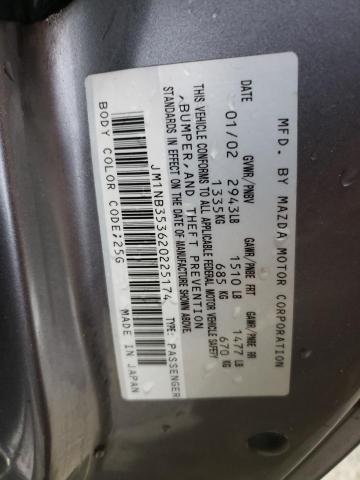 MFD. BY MAZDA MOTOR CORPORATION
DATE GVWR/PNBV GAWR/PNBE FRT GAWR/PNBE RR
01/02 2943LB 1510 LB 1477 LB
1335KG 685 KG 670 KG
THIS VEHICLE CONFORMS TO ALL APPLICABLE FEDERAL MOTOR VEHICLE SAFETY
,BUMPER,AND THEFT PREVENTION
STANDARDS IN EFFECT ON THE DATE OF MANUFACTURE SHOWN ABOVE.
JM1NB353620225174 TYPE: PASSENGER
BODY COLOR CODE;25G MADE IN JAPAN